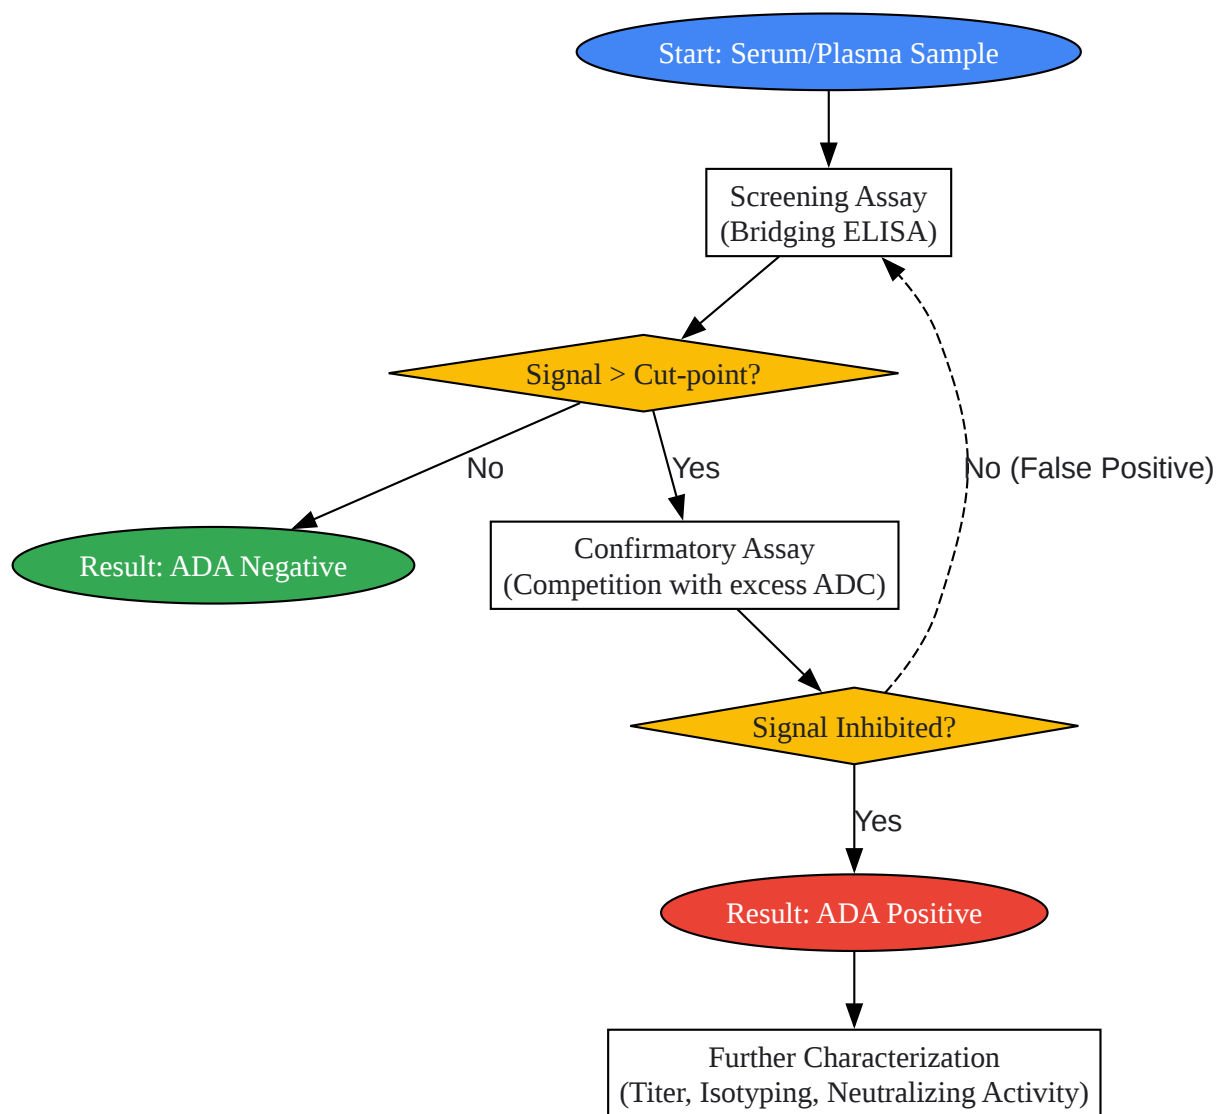 Start: Serum/Plasma Sample
Screening Assay
(Bridging ELISA)
Signal > Cut-point?
No
Yes
No (False Positive)
Result: ADA Negative
Confirmatory Assay
(Competition with excess ADC)
Signal Inhibited?
Yes
Result: ADA Positive
Further Characterization
(Titer, Isotyping, Neutralizing Activity)